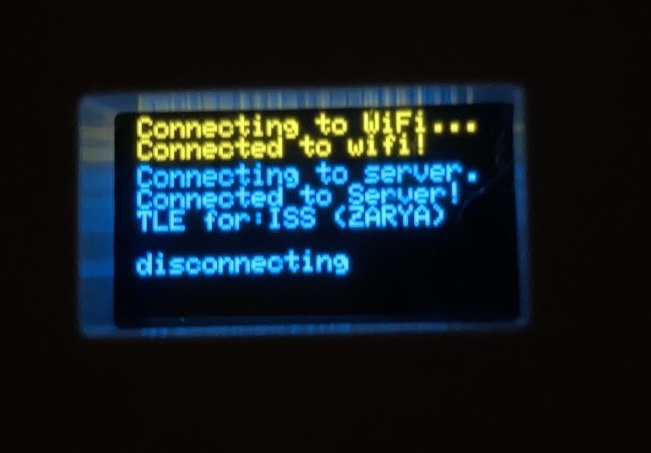 Connecting to WiFi...
Connected to wifi!
Connecting to server.
Connected to Server!
TLE for:ISS (ZARYA)
disconnecting